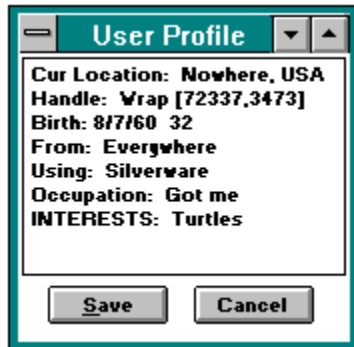 User Profile
Cur Location: Nowhere, USA
Handle: Wrap [72337,3473]
Birth: 8/7/60 32
From: Everywhere
Using: Silverware
Occupation: Got me
INTERESTS: Turtles
Save Cancel